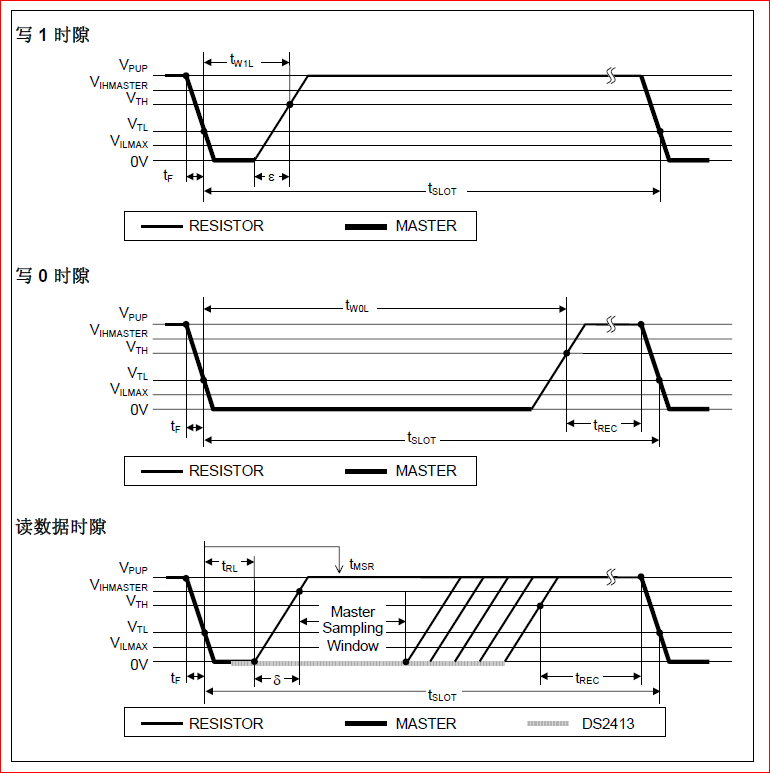 写 1 时隙
tW1L
VPUP
VIHMASTER
VTH
VTL
VILMAX
0V
tF
ε
tSLOT
RESISTOR MASTER
写 0 时隙
tW0L
VPUP
VIHMASTER
VTH
VTL
VILMAX
0V
tF
tREC
tSLOT
RESISTOR MASTER
读数据时隙
tRL tMSR
VPUP
VIHMASTER
VTH
VTL
VILMAX
0V
Master
Sampling
Window
tF
δ
tREC
tSLOT
RESISTOR MASTER DS2413